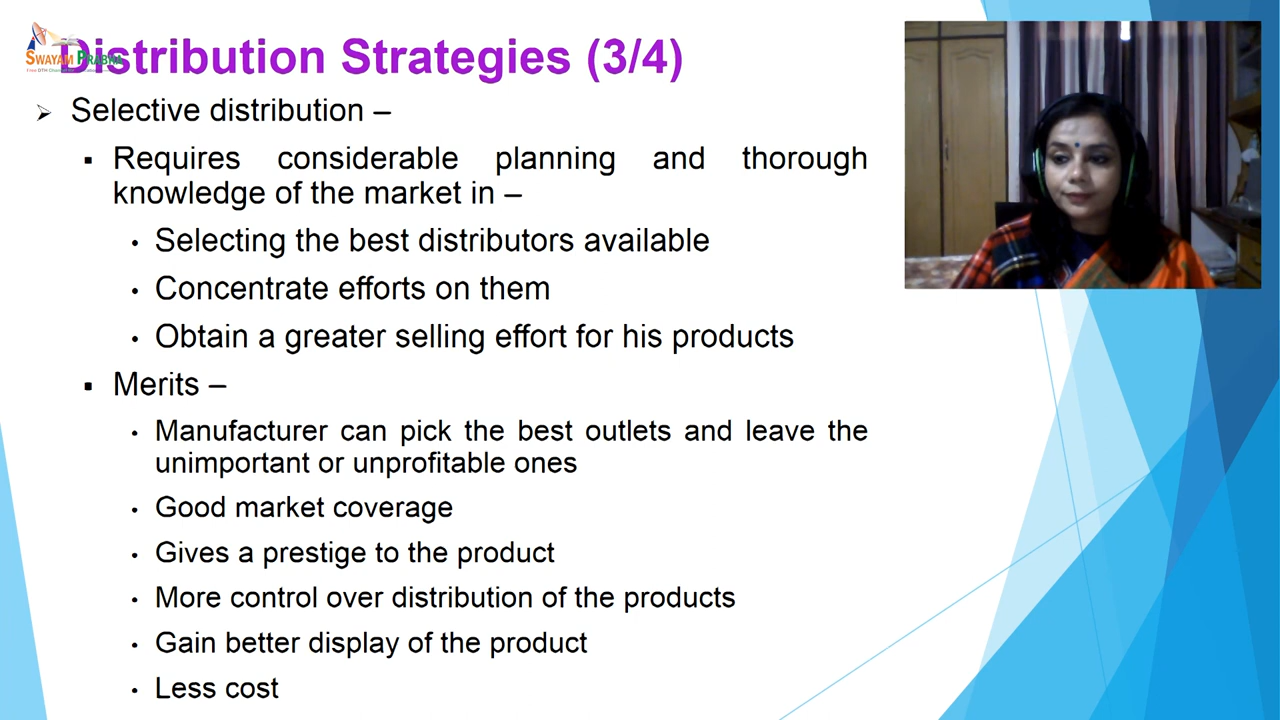 Distribution Strategies (3/4)
SWAYAM PRABHA
➢ Selective distribution –
▪ Requires considerable planning and thorough
knowledge of the market in –
• Selecting the best distributors available
• Concentrate efforts on them
• Obtain a greater selling effort for his products
▪ Merits –
• Manufacturer can pick the best outlets and leave the
unimportant or unprofitable ones
• Good market coverage
• Gives a prestige to the product
• More control over distribution of the products
• Gain better display of the product
• Less cost